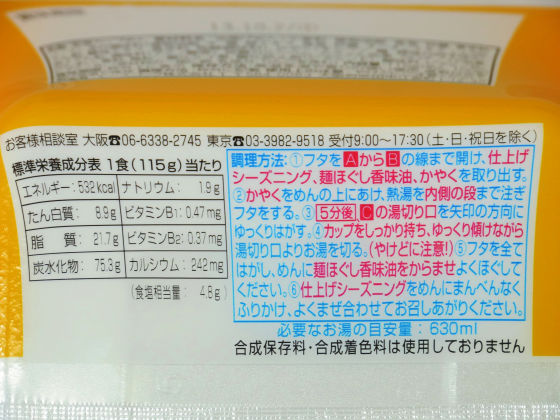 お客様相談室 大阪☎06-6338-2745 東京☎03-3982-9518 受付9:00〜17:30(土・日・祝日を除く)
標準栄養成分表 1食(115g)当たり
エネルギー: 532kcal ナトリウム: 1.9g
たん白質: 8.9g ビタミンB1: 0.47mg
脂質: 21.7g ビタミンB2: 0.37mg
炭水化物: 75.3g カルシウム: 242mg
(食塩相当量: 4.8g)
調理方法:①フタをAからBの線まで開け、仕上げ
シーズニング、麺ほぐし香味油、かやくを取り出す。
②かやくをめんの上にあけ、熱湯を内側の段まで注ぎ
フタをする。③5分後、Cの湯切り口を矢印の方向に
ゆっくりはがす。④カップをしっかり持ち、ゆっくり傾けながら
湯切り口よりお湯を切る。(やけどに注意!)⑤フタを全て
はがし、めんに麺ほぐし香味油をからませよくほぐして
ください。⑥仕上げシーズニングをめんにまんべんなく
ふりかけ、よくまぜ合わせてお召しあがりください。
必要なお湯の目安量: 630ml
合成保存料・合成着色料は使用しておりません